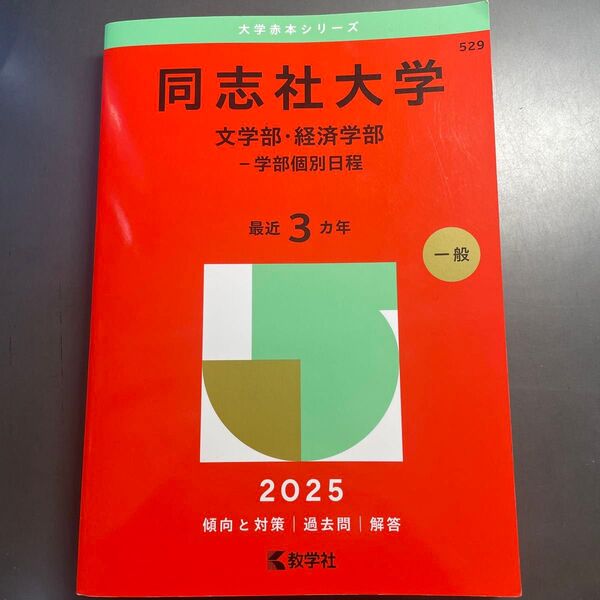 大学赤本シリーズ
529
同志社大学
文学部・経済学部
−学部個別日程
最近3カ年
一般
2025
傾向と対策|過去問|解答
教学社